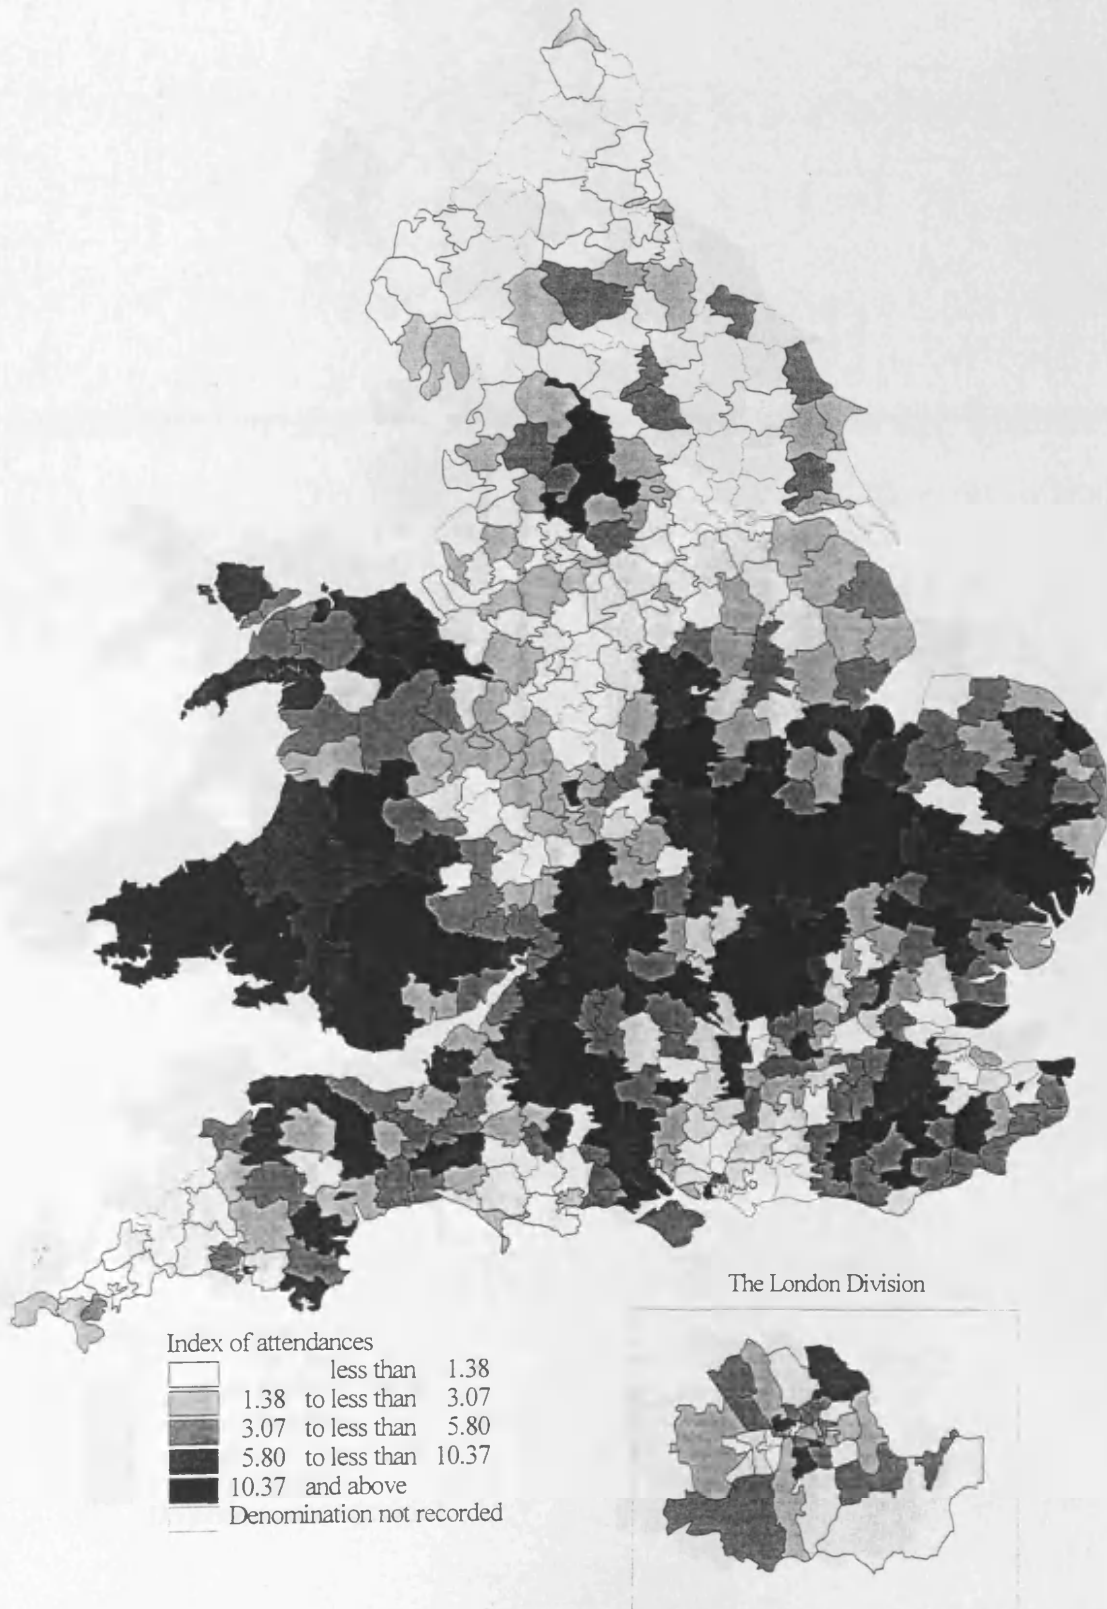 The London Division
Index of attendances
less than 1.38
1.38 to less than 3.07
3.07 to less than 5.80
5.80 to less than 10.37
10.37 and above
Denomination not recorded